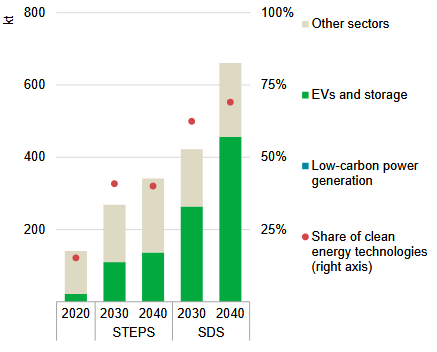 kt
800
600
400
200
100%
75%
50%
25%
2020 2030 2040 2030 2040
STEPS SDS
Other sectors
EVs and storage
Low-carbon power
generation
Share of clean
energy technologies
(right axis)